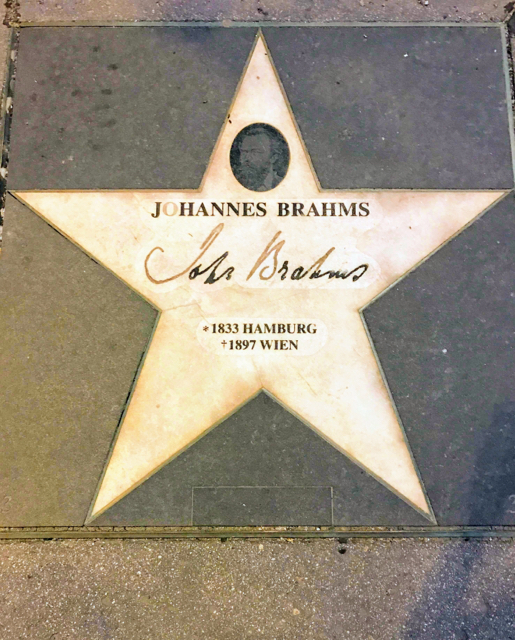 JOHANNES BRAHMS
Joh Brahms
*1833 HAMBURG
†1897 WIEN